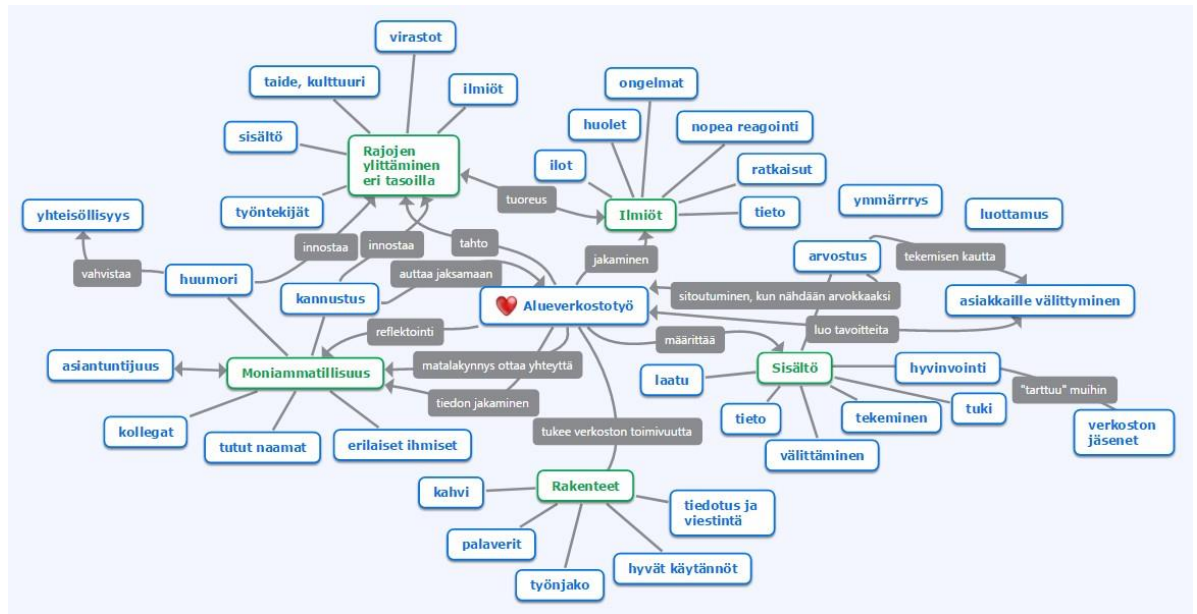 virastot
taide, kulttuuri
ilmiöt
ongelmat
huolet
nopea reagointi
sisältö
Rajojen
ylittäminen
eri tasoilla
ilot
ratkaisut
työntekijät
tuoreus
Ilmiöt
tieto
ymmärrrys
luottamus
yhteisöllisyys
innostaa
innostaa
tahto
jakaminen
arvostus
tekemisen kautta
vahvistaa
huumori
kannustus
auttaa jaksamaan
Alueverkostotyö
sitoutuminen, kun nähdään arvokkaaksi
asiakkaille välittyminen
reflektointi
määrittää
luo tavoitteita
asiantuntijuus
Moniammatillisuus
matalakynnys ottaa yhteyttä
Sisältö
hyvinvointi
laatu
"tarttuu" muihin
tiedon jakaminen
kollegat
tutut naamat
erilaiset ihmiset
tukee verkoston toimivuutta
tieto
tekeminen
tuki
verkoston
jäsenet
välittäminen
Rakenteet
kahvi
tiedotus ja
viestintä
palaverit
työnjako
hyvät käytännöt